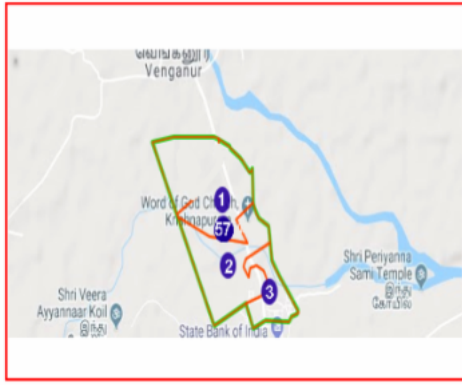 வெங்கனூர்
Venganur
1
Word of God Church,
Krishnapur
57
2
Shri Periyanna
Sami Temple
இந்து
கோயில்
3
Shri Veera
Ayyannaar Koil
இந்து
State Bank of India